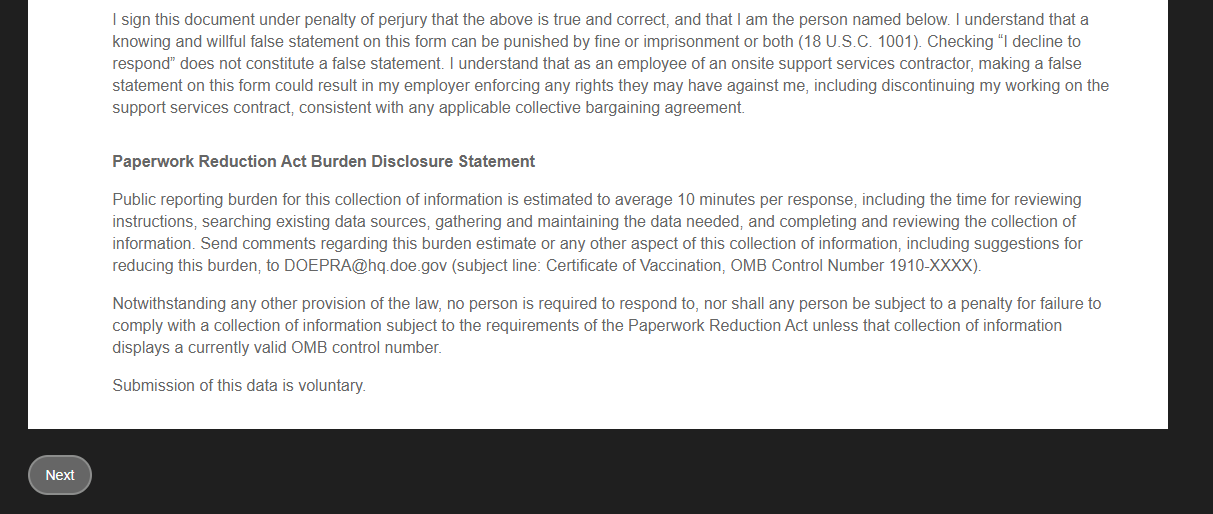 I sign this document under penalty of perjury that the above is true and correct, and that I am the person named below. I understand that a
knowing and willful false statement on this form can be punished by fine or imprisonment or both (18 U.S.C. 1001). Checking “I decline to
respond” does not constitute a false statement. I understand that as an employee of an onsite support services contractor, making a false
statement on this form could result in my employer enforcing any rights they may have against me, including discontinuing my working on the
support services contract, consistent with any applicable collective bargaining agreement.
Paperwork Reduction Act Burden Disclosure Statement
Public reporting burden for this collection of information is estimated to average 10 minutes per response, including the time for reviewing
instructions, searching existing data sources, gathering and maintaining the data needed, and completing and reviewing the collection of
information. Send comments regarding this burden estimate or any other aspect of this collection of information, including suggestions for
reducing this burden, to DOEPRA@hq.doe.gov (subject line: Certificate of Vaccination, OMB Control Number 1910-XXXX).
Notwithstanding any other provision of the law, no person is required to respond to, nor shall any person be subject to a penalty for failure to
comply with a collection of information subject to the requirements of the Paperwork Reduction Act unless that collection of information
displays a currently valid OMB control number.
Submission of this data is voluntary.
Next